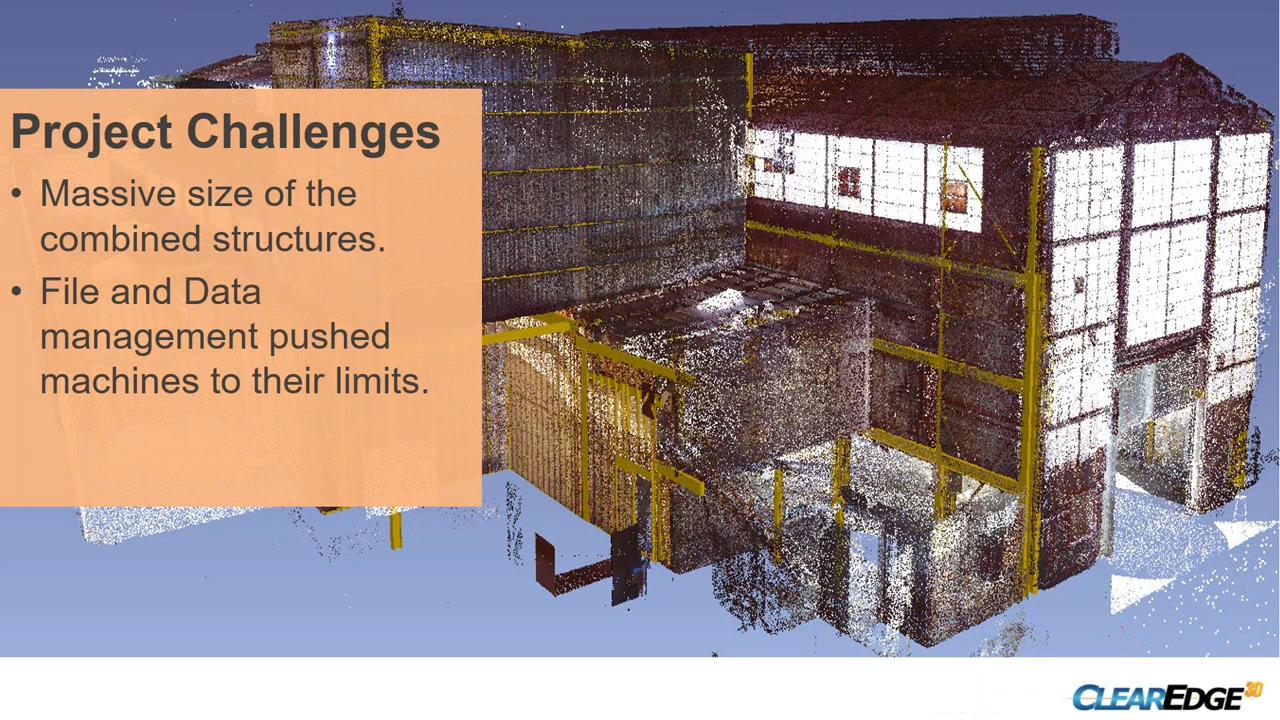 Project Challenges
• Massive size of the
combined structures.
• File and Data
management pushed
machines to their limits.
CLEAREDGE3D